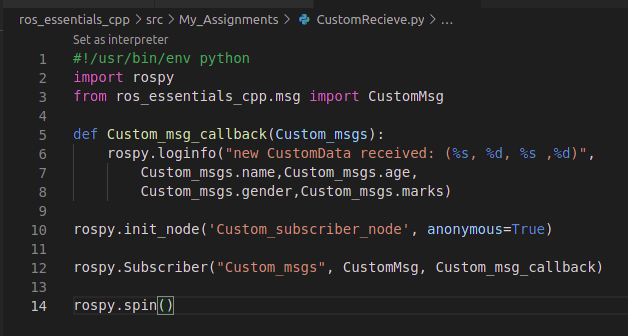 ros_essentials_cpp > src > My_Assignments > CustomRecieve.py > ...
Set as interpreter
1 #!/usr/bin/env python
2 import rospy
3 from ros_essentials_cpp.msg import CustomMsg
4
5 def Custom_msg_callback(Custom_msgs):
6     rospy.loginfo("new CustomData received: (%s, %d, %s ,%d)",
7         Custom_msgs.name,Custom_msgs.age,
8         Custom_msgs.gender,Custom_msgs.marks)
9
10 rospy.init_node('Custom_subscriber_node', anonymous=True)
11
12 rospy.Subscriber("Custom_msgs", CustomMsg, Custom_msg_callback)
13
14 rospy.spin()